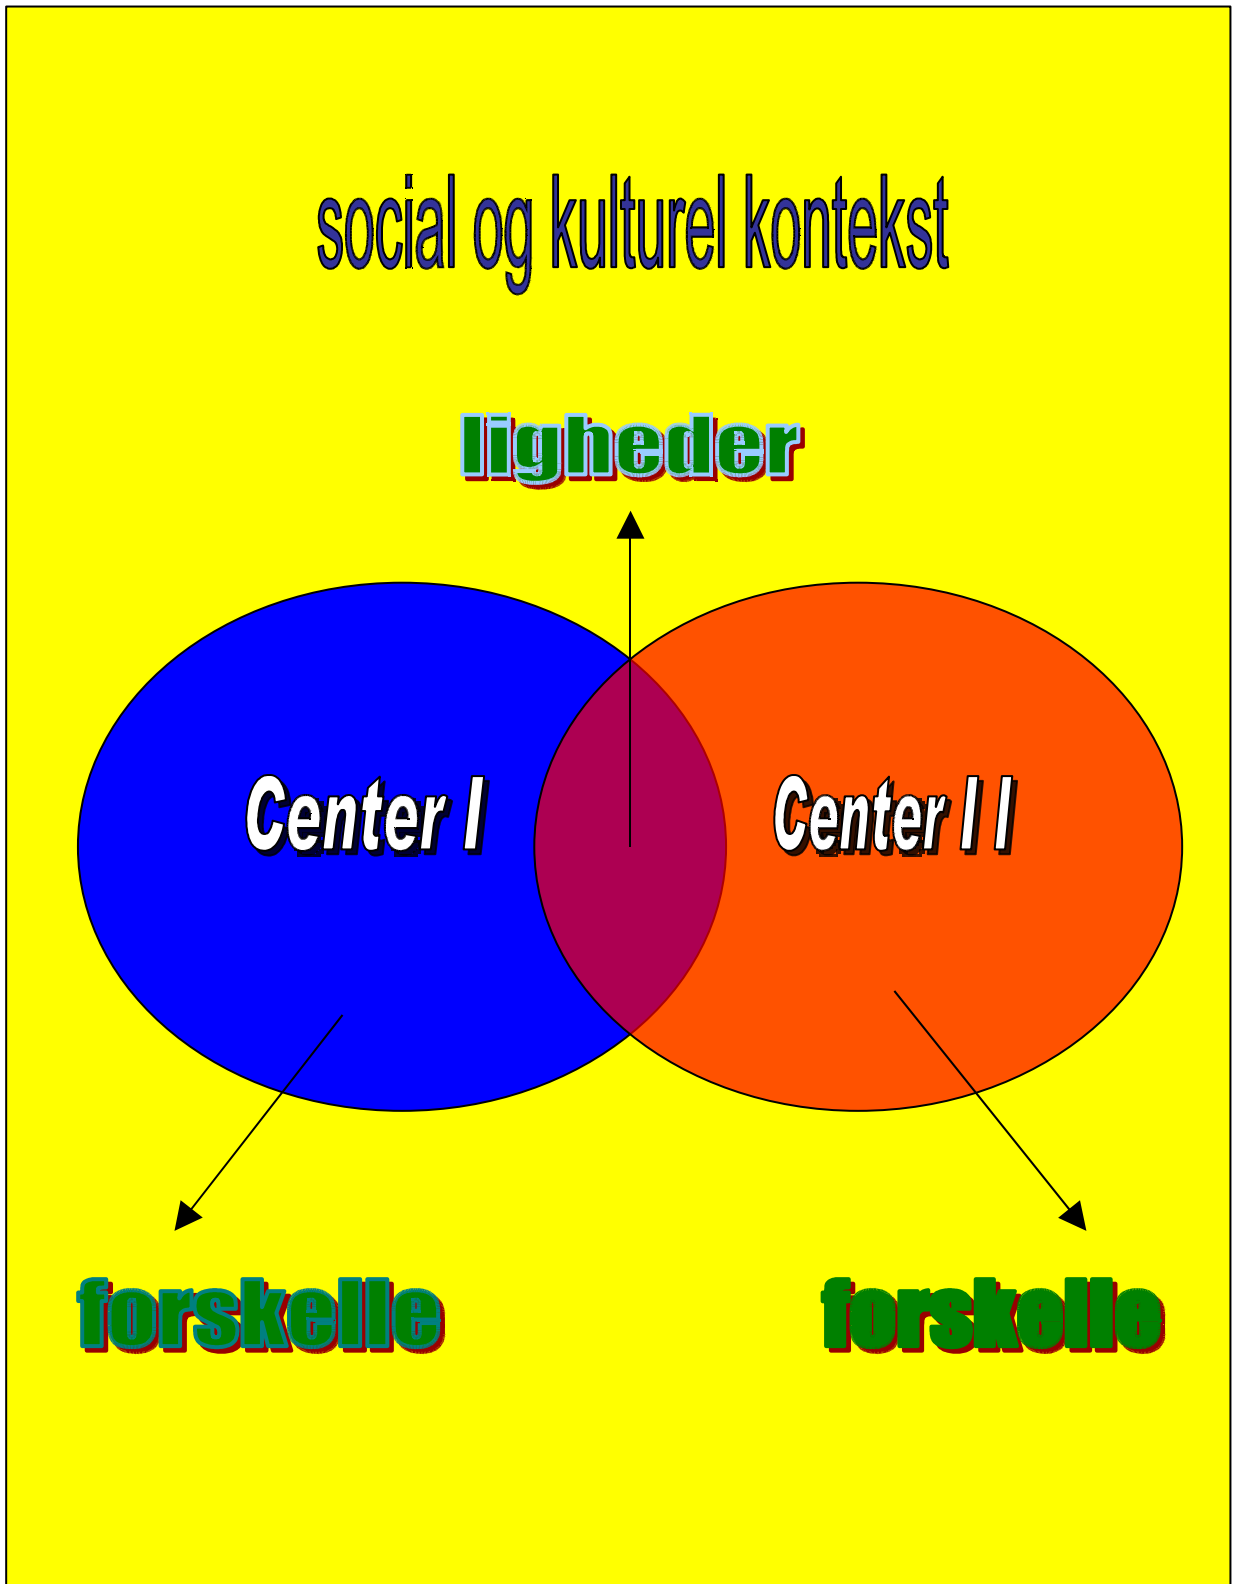 social og kulturel kontekst
ligheder
Center I
Center I I
forskelle
forskelle